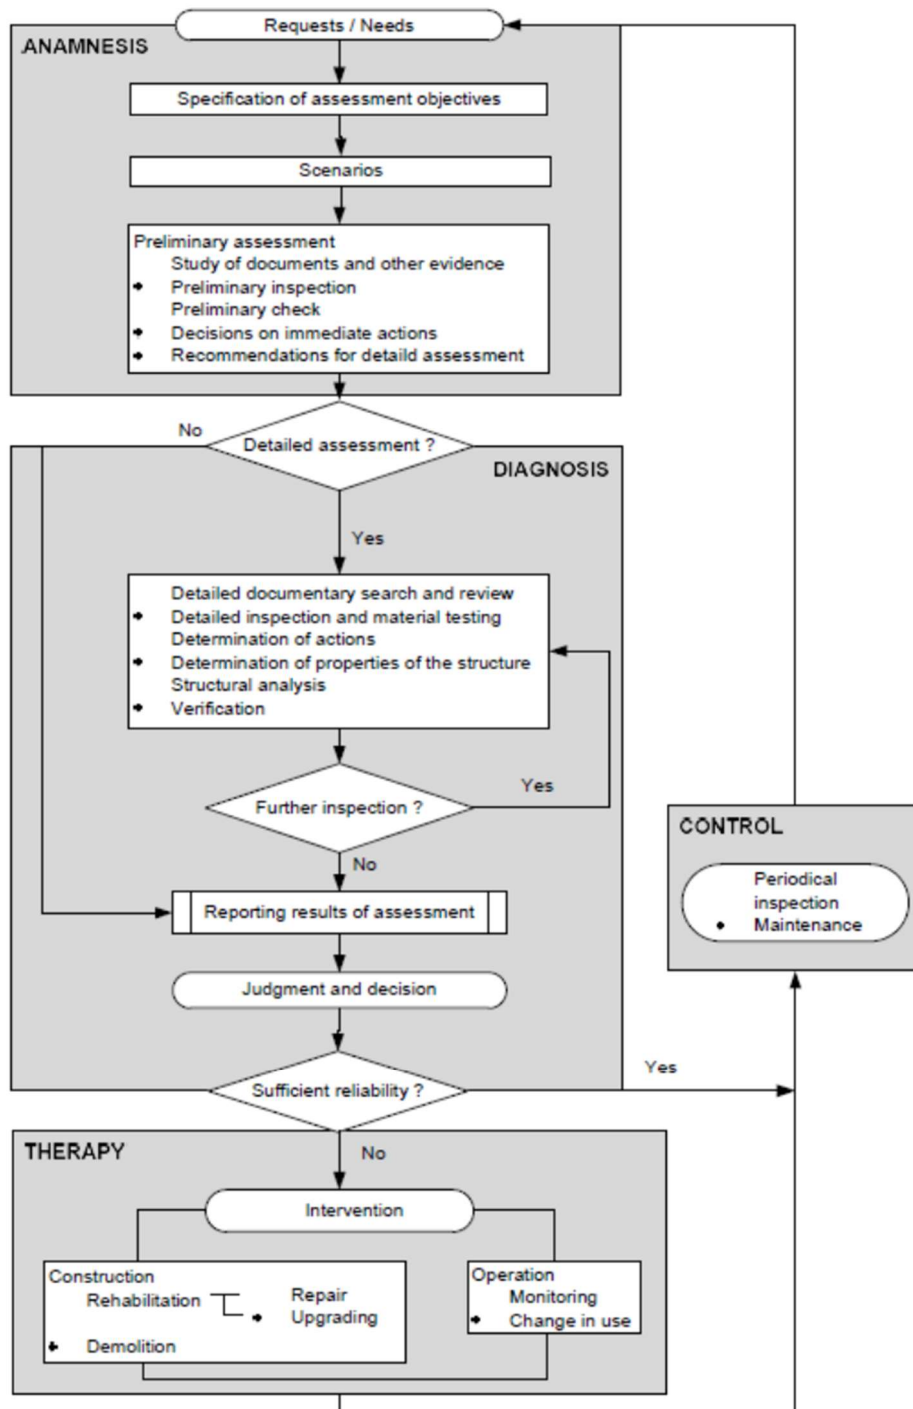 Requests / Needs
ANAMNESIS
Specification of assessment objectives
Scenarios
Preliminary assessment
Study of documents and other evidence
Preliminary inspection
Preliminary check
Decisions on immediate actions
Recommendations for detaild assessment
No
Detailed assessment ?
DIAGNOSIS
Yes
Detailed documentary search and review
Detailed inspection and material testing
Determination of actions
Determination of properties of the structure
Structural analysis
Verification
Yes
Further inspection ?
No
Reporting results of assessment
Judgment and decision
Sufficient reliability ?
Yes
CONTROL
Periodical
inspection
Maintenance
THERAPY
No
Intervention
Construction
Rehabilitation
Repair
Upgrading
Demolition
Operation
Monitoring
Change in use